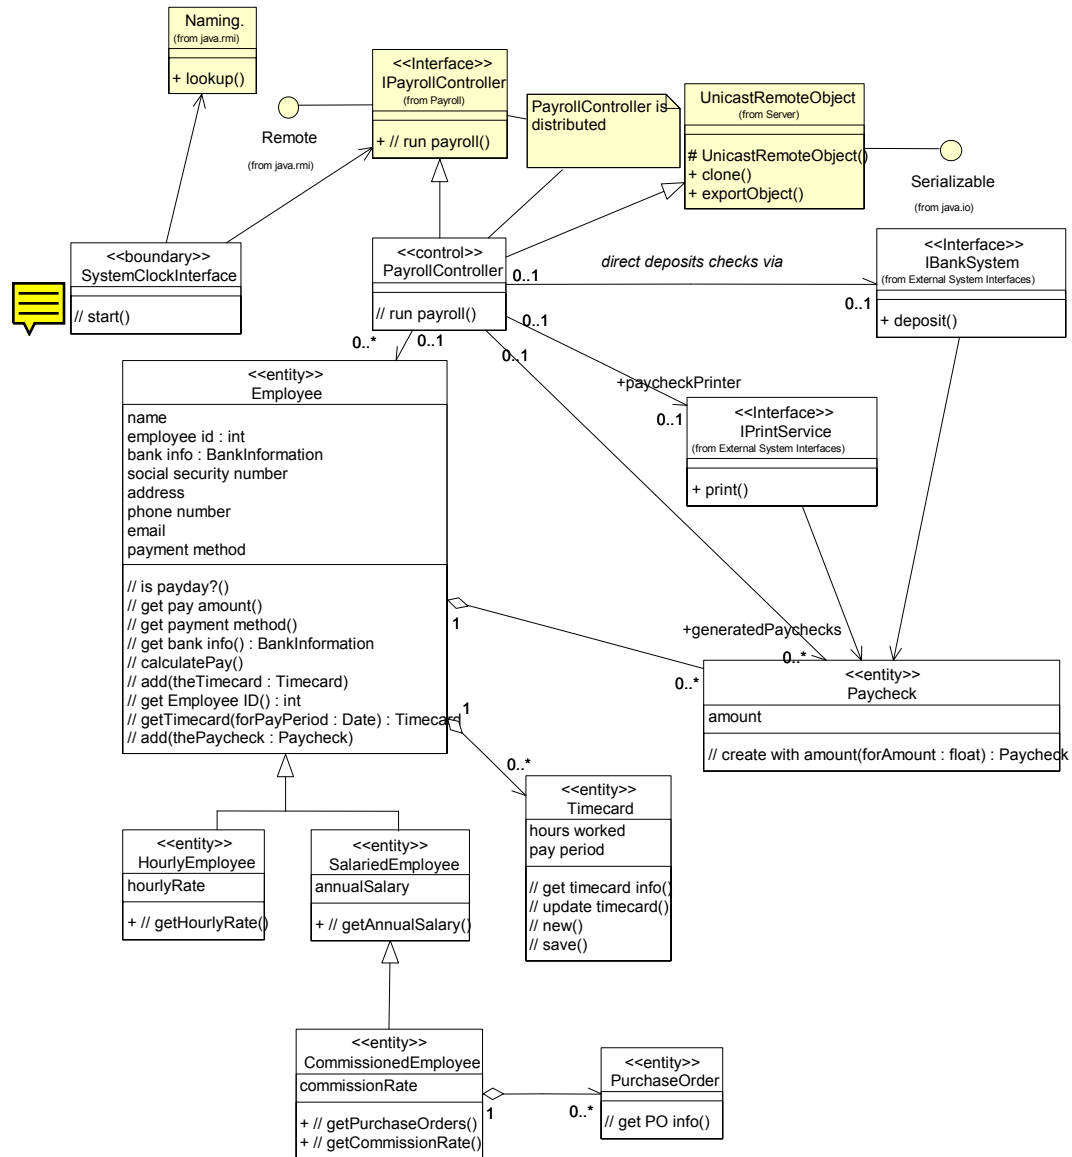 Naming.
(from java.rmi)
+ lookup()
<<Interface>>
IPayrollController
(from Payroll)
+ // run payroll()
Remote
(from java.rmi)
PayrollController is
distributed
UnicastRemoteObject
(from Server)
# UnicastRemoteObject()
+ clone()
+ exportObject()
Serializable
(from java.io)
<<boundary>>
SystemClockInterface
// start()
<<control>>
PayrollController
// run payroll()
0..1
direct deposits checks via
0..1
<<Interface>>
IBankSystem
(from External System Interfaces)
+ deposit()
0..*
0..1
0..1
0..1
+paycheckPrinter
0..1
<<Interface>>
IPrintService
(from External System Interfaces)
+ print()
<<entity>>
Employee
name
employee id : int
bank info : BankInformation
social security number
address
phone number
email
payment method
// is payday?()
// get pay amount()
// get payment method()
// get bank info() : BankInformation
// calculatePay()
// add(theTimecard : Timecard)
// get Employee ID() : int
// getTimecard(forPayPeriod : Date) : Timecard
// add(thePaycheck : Paycheck)
1
+generatedPaychecks
0..*
0..*
<<entity>>
Paycheck
amount
// create with amount(forAmount : float) : Paycheck
1
0..*
<<entity>>
Timecard
hours worked
pay period
// get timecard info()
// update timecard()
// new()
// save()
<<entity>>
HourlyEmployee
hourlyRate
+ // getHourlyRate()
<<entity>>
SalariedEmployee
annualSalary
+ // getAnnualSalary()
<<entity>>
CommissionedEmployee
commissionRate
+ // getPurchaseOrders()
+ // getCommissionRate()
1
0..*
<<entity>>
PurchaseOrder
// get PO info()